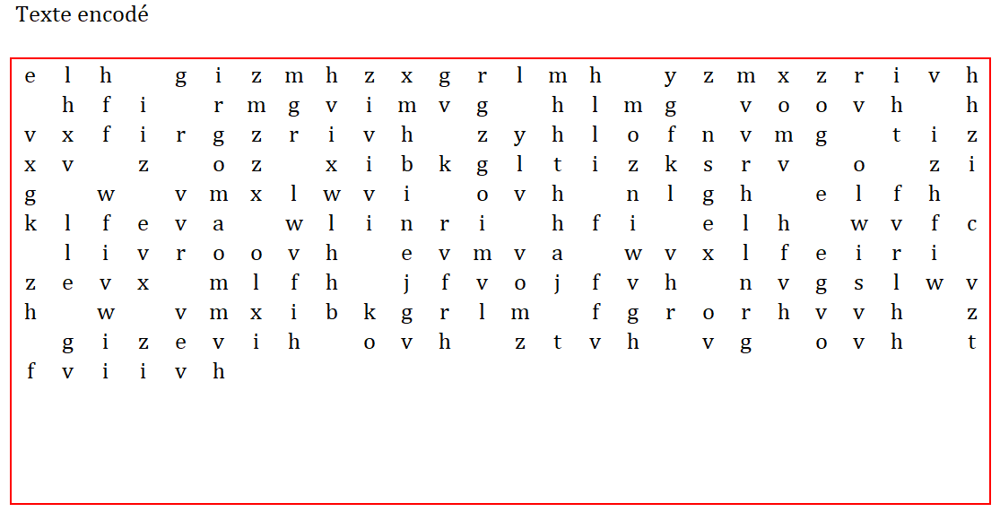 Texte encodé
e l h   g i z m h z x g r l m h   y z m x z r i v h
h f i   r m g v i m v g   h l m g   v o o v h   h
v x f i r g z r i v h   z y h l o f n v m g   t i z
x v   z   o z   x i b k g l t i z k s r v   o   z i
g   w   v m x l w v i   o v h   n l g h   e l f h
k l f e v a   w l i n r i   h f i   e l h   w v f c
l i v r o o v h   e v m v a   w v x l f e i r i
z e v x   m l f h   j f v o j f v h   n v g s l w v
h   w   v m x i b k g r l m   f g r o r h v v h   z
g i z e v i h   o v h   z t v h   v g   o v h   t
f v i i v h